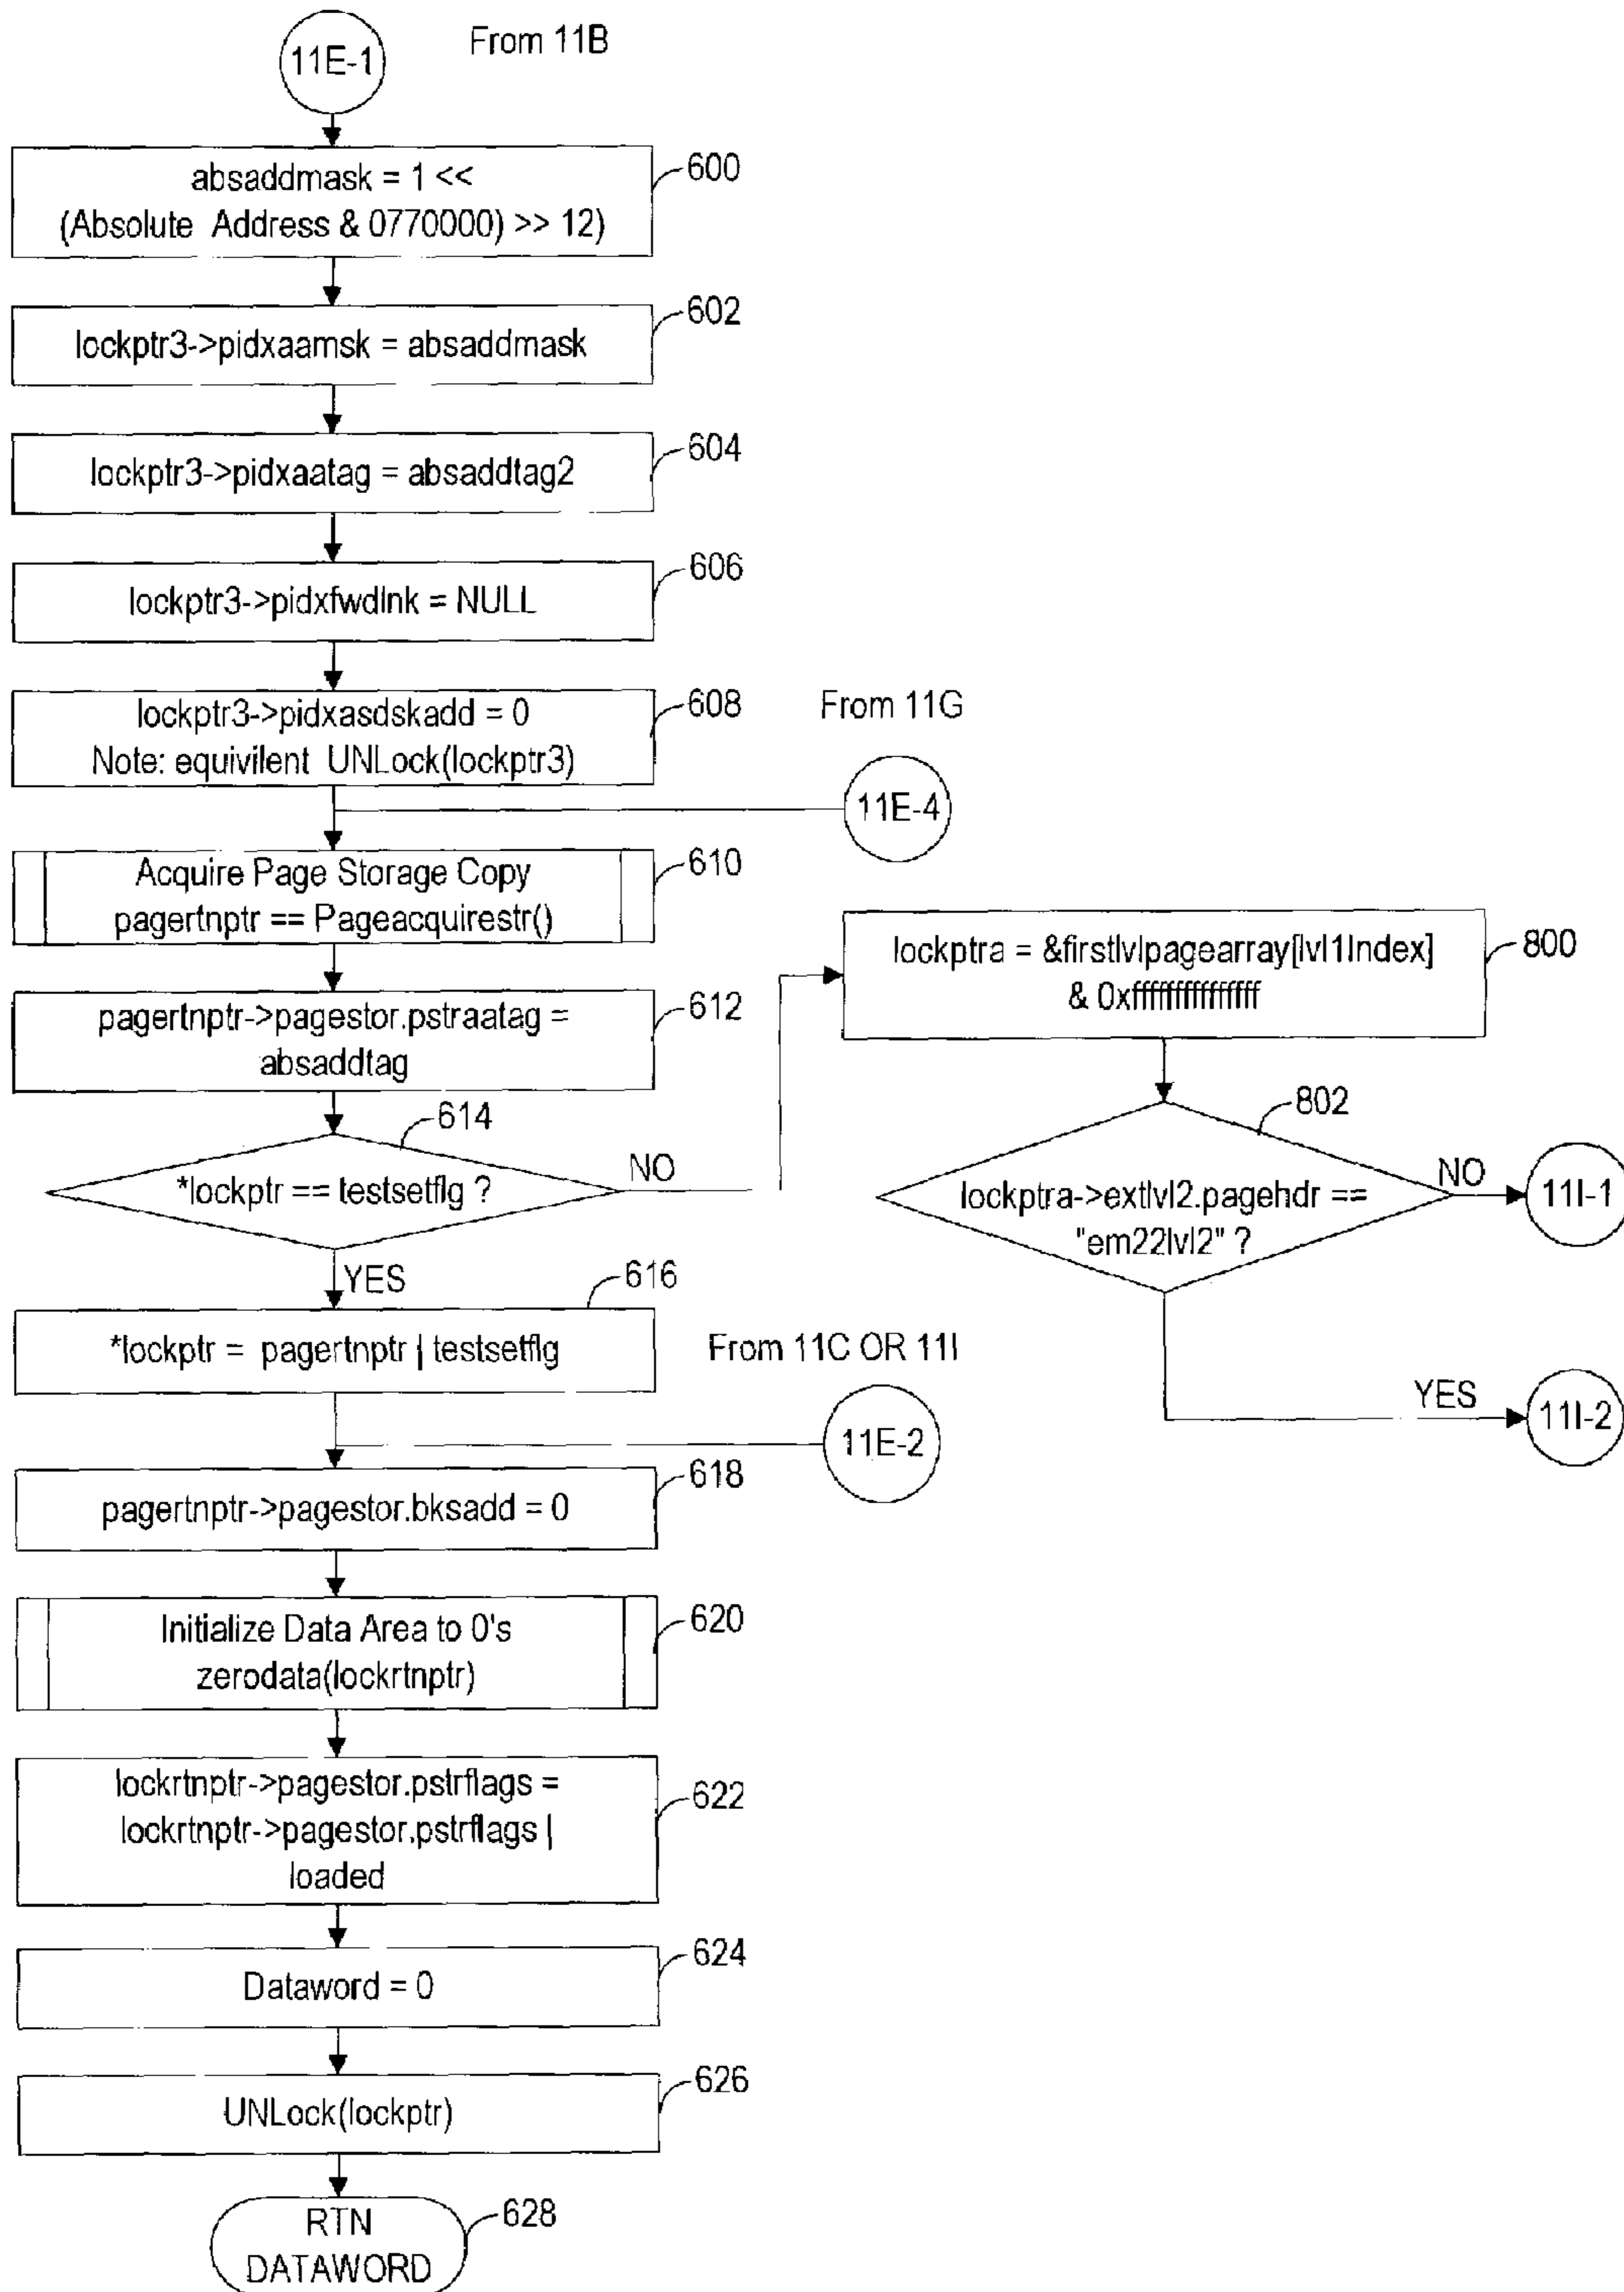 11E-1
From 11B
absaddmask = 1 <<
(Absolute Address & 0770000) >> 12)
600
lockptr3->pidxaamsk = absaddmask
602
lockptr3->pidxaatag = absaddtag2
604
lockptr3->pidxfwdlnk = NULL
606
lockptr3->pidxasdskadd = 0
Note: equivilent UNLock(lockptr3)
608
From 11G
11E-4
Acquire Page Storage Copy
pagertnptr == Pageacquirestr()
610
pagertnptr->pagestor.pstraatag =
absaddtag
612
*lockptr == testsetflg ?
614
NO
YES
lockptra = &firstlvlpagearray[lvl1Index]
& 0xfffffffffffffff
800
lockptra->extlvl2.pagehdr ==
"em22lvl2" ?
802
NO
11I-1
YES
11I-2
*lockptr = pagertnptr | testsetflg
616
From 11C OR 11I
11E-2
pagertnptr->pagestor.bksadd = 0
618
Initialize Data Area to 0's
zerodata(lockrtnptr)
620
lockrtnptr->pagestor.pstrflags =
lockrtnptr->pagestor.pstrflags |
loaded
622
Dataword = 0
624
UNLock(lockptr)
626
RTN
DATAWORD
628